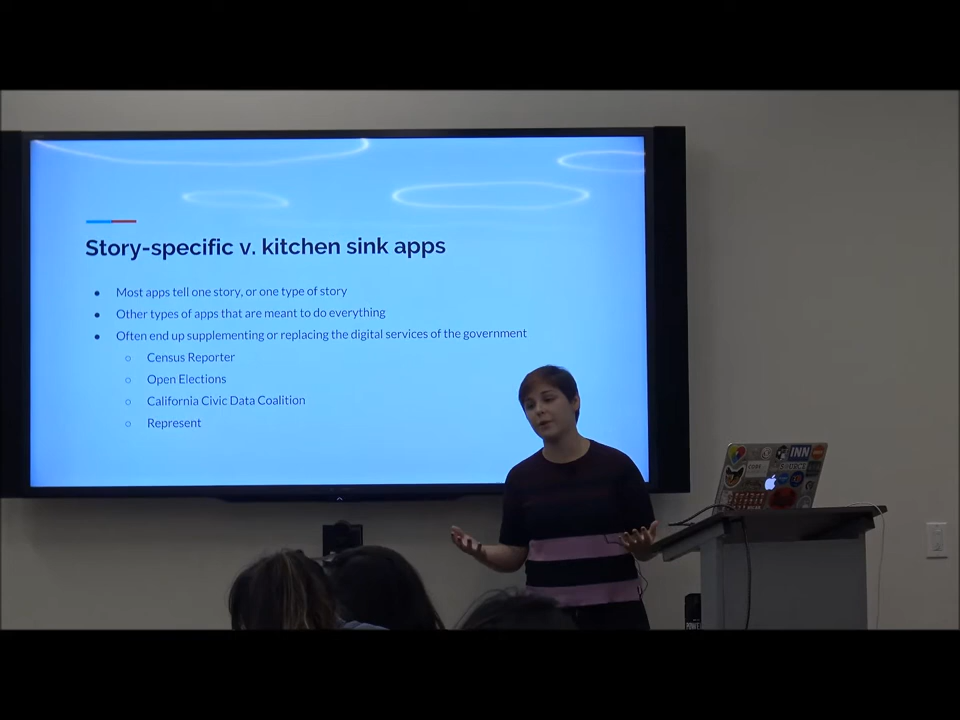 Story-specific v. kitchen sink apps
Most apps tell one story, or one type of story
Other types of apps that are meant to do everything
Often end up supplementing or replacing the digital services of the government
Census Reporter
Open Elections
California Civic Data Coalition
Represent
INN